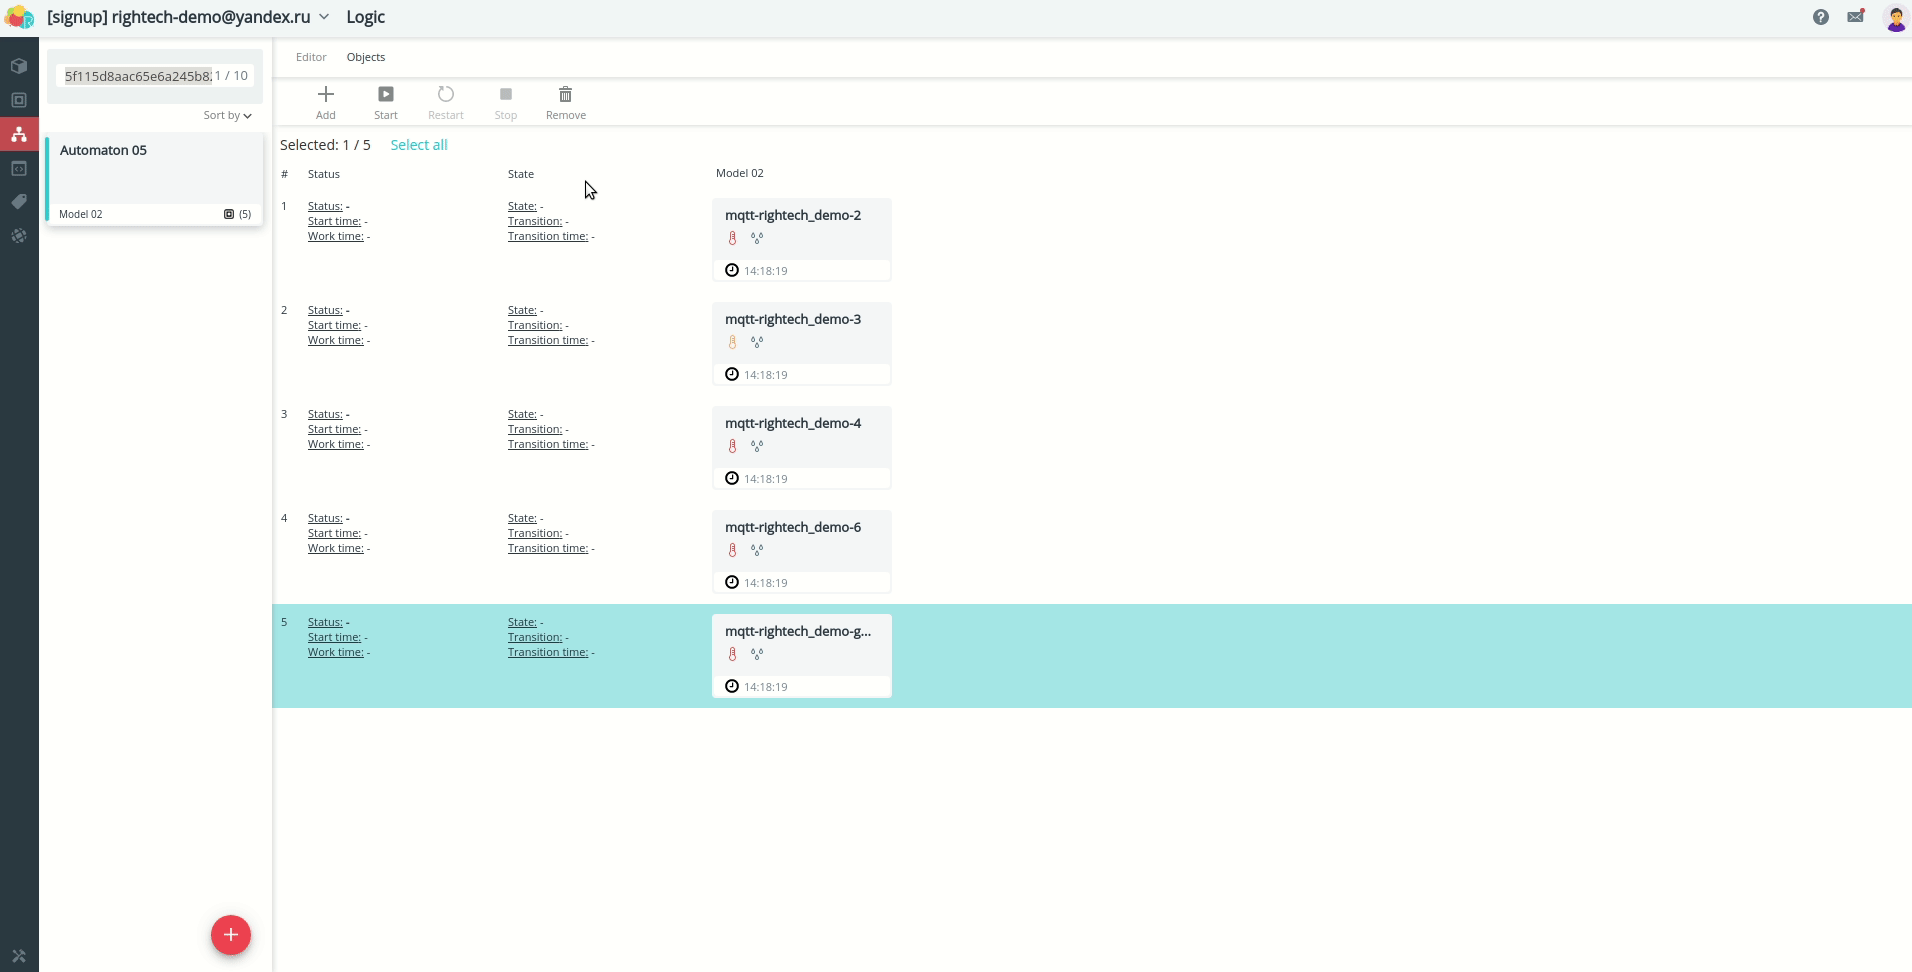 [signup] rightech-demo@yandex.ru Logic
5f115d8aac65e6a245b8 1 / 10
Sort by
Automaton 05
Model 02 (5)
Editor Objects
Add Start Restart Stop Remove
Selected: 1 / 5 Select all
# Status State Model 02
1 Status: - State: - mqtt-rightech_demo-2
Start time: - Transition: -
Work time: - Transition time: -
14:18:19
2 Status: - State: - mqtt-rightech_demo-3
Start time: - Transition: -
Work time: - Transition time: -
14:18:19
3 Status: - State: - mqtt-rightech_demo-4
Start time: - Transition: -
Work time: - Transition time: -
14:18:19
4 Status: - State: - mqtt-rightech_demo-6
Start time: - Transition: -
Work time: - Transition time: -
14:18:19
5 Status: - State: - mqtt-rightech_demo-g...
Start time: - Transition: -
Work time: - Transition time: -
14:18:19